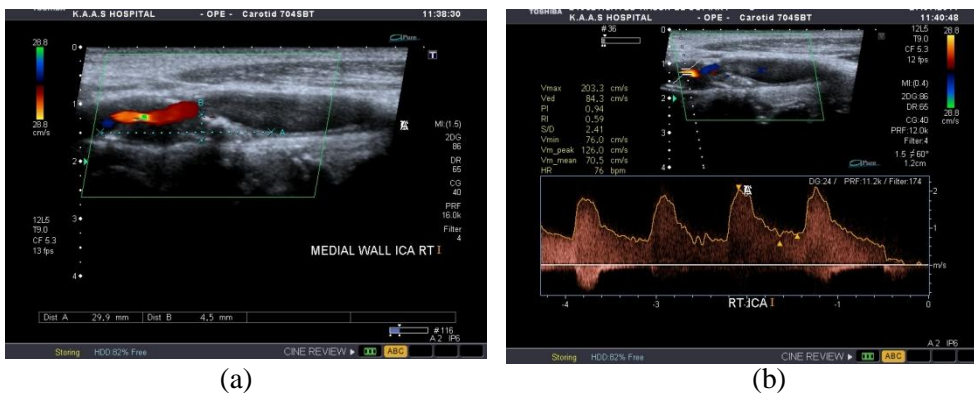 K.A.A.S HOSPITAL - OPE - Carotid 704SBT 11:38:30
28.8
28.8
cm/s
0
1
2
3
4
T
B
A
MI:(1.5)
2DG
86
DR
65
CG
40
PRF
16.0k
Filter
4
12L5
T9.0
CF 5.3
13 fps
MEDIAL WALL ICA RT
Dist A 29.9 mm Dist B 4.5 mm
#116
A 2 IP6
Storing HDD:82% Free CINE REVIEW ABC
(a)
TOSHIBA
K.A.A.S HOSPITAL - OPE - Carotid 704SBT 11:40:48
#36
12L5
T9.0
CF 5.3
12 fps
28.8
28.8
cm/s
0
1
2
3
4
MI:(0.4)
2DG:86
DR:65
CG:40
PRF:12.0k
Filter:4
1.5 ≠60°
1.2cm
Vmax 203.3 cm/s
Ved 84.3 cm/s
PI 0.94
RI 0.59
S/D 2.41
Vmin 76.0 cm/s
Vm_peak 126.0 cm/s
Vm_mean 70.5 cm/s
HR 76 bpm
DG:24 / PRF:11.2k / Filter:174
-2
-1
m/s
-4 -3 -1 0
RT ICA
A 2 IP6
Storing HDD:82% Free CINE REVIEW ABC
(b)